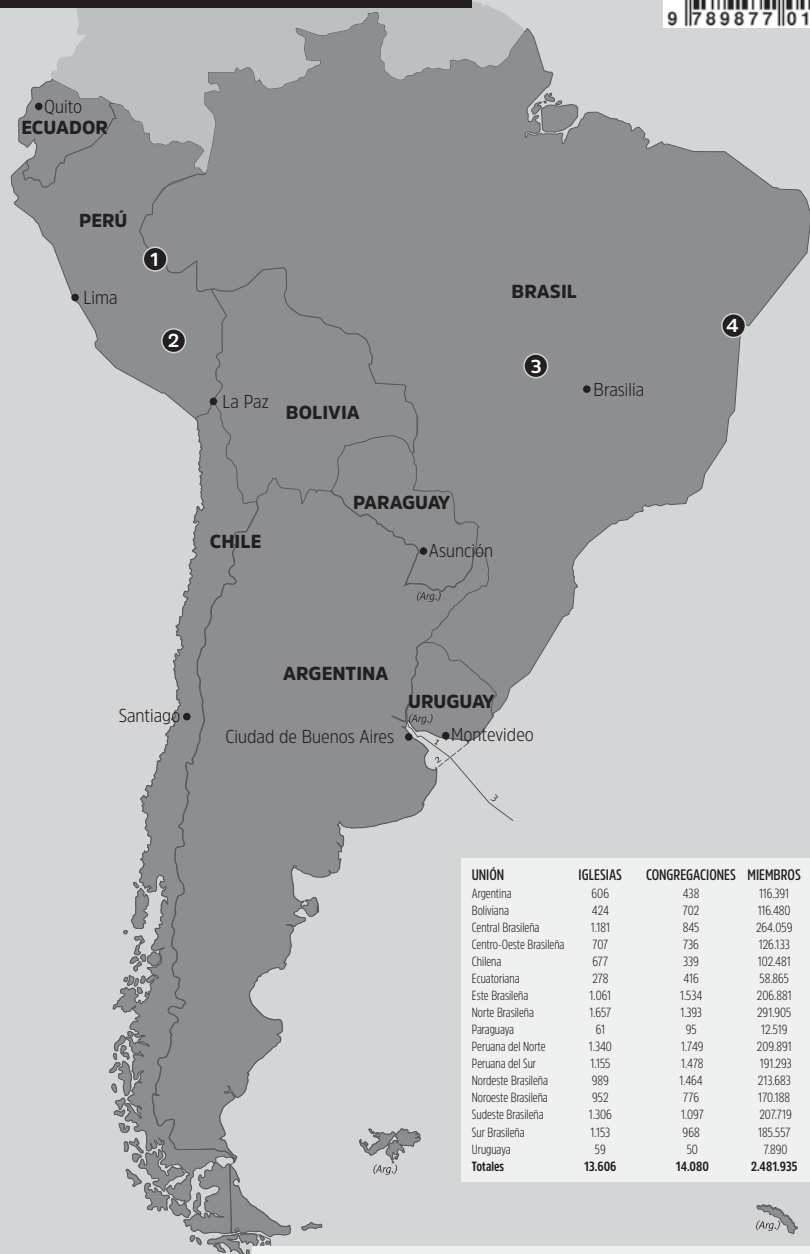 9 789877 01
Quito
ECUADOR
PERÚ
1
Lima
2
BRASIL
4
3
Brasilia
La Paz
BOLIVIA
PARAGUAY
CHILE
Asunción
(Arg.)
ARGENTINA
URUGUAY
(Arg.)
Santiago
Ciudad de Buenos Aires
Montevideo
1
2
3
UNIÓN IGLESIAS CONGREGACIONES MIEMBROS
Argentina 606 438 116.391
Boliviana 424 702 116.480
Central Brasileña 1.181 845 264.059
Centro-Oeste Brasileña 707 736 126.133
Chilena 677 339 102.481
Ecuatoriana 278 416 58.865
Este Brasileña 1.061 1.534 206.881
Norte Brasileña 1.657 1.393 291.905
Paraguaya 61 95 12.519
Peruana del Norte 1.340 1.749 209.891
Peruana del Sur 1.155 1.478 191.293
Nordeste Brasileña 989 1.464 213.683
Noroeste Brasileña 952 776 170.188
Sudeste Brasileña 1.306 1.097 207.719
Sur Brasileña 1.153 968 185.557
Uruguaya 59 50 7.890
Totales 13.606 14.080 2.481.935
(Arg.)
(Arg.)